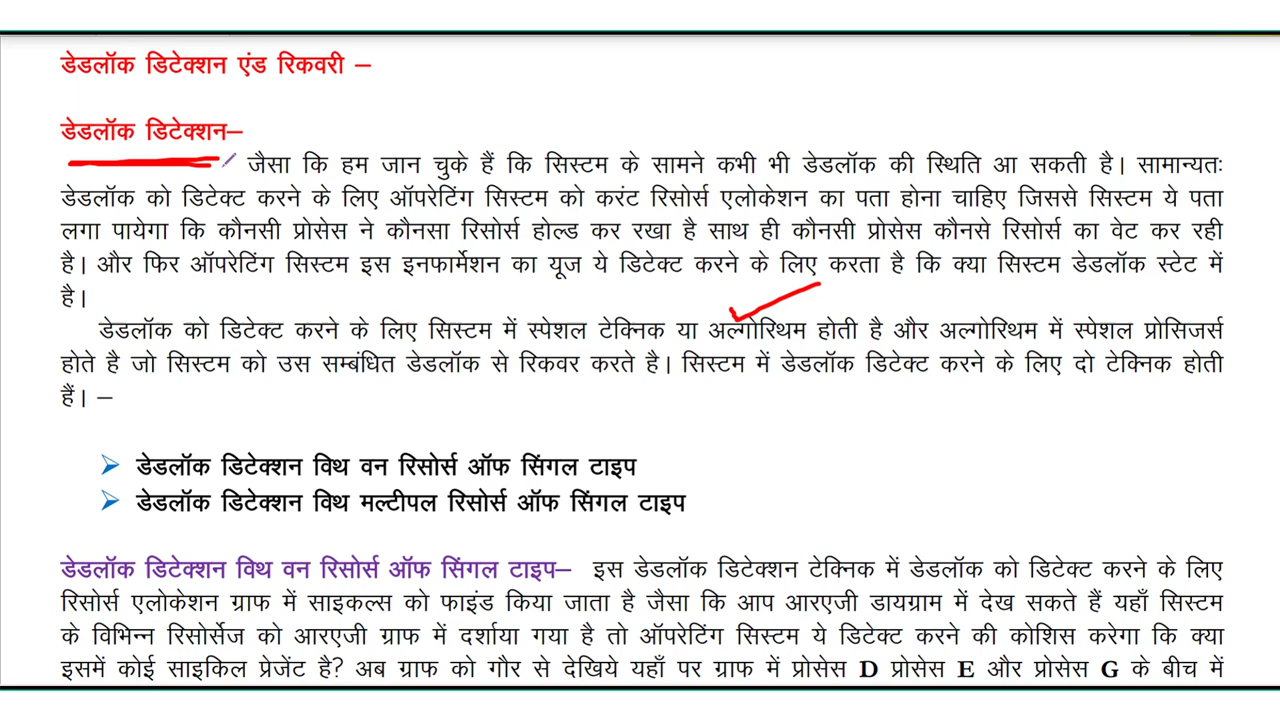 डेडलॉक डिटेक्शन एंड रिकवरी –
डेडलॉक डिटेक्शन–
जैसा कि हम जान चुके हैं कि सिस्टम के सामने कभी भी डेडलॉक की स्थिति आ सकती है। सामान्यतः
डेडलॉक को डिटेक्ट करने के लिए ऑपरेटिंग सिस्टम को करंट रिसोर्स एलोकेशन का पता होना चाहिए जिससे सिस्टम ये पता
लगा पायेगा कि कौनसी प्रोसेस ने कौनसा रिसोर्स होल्ड कर रखा है साथ ही कौनसी प्रोसेस कौनसे रिसोर्स का वेट कर रही
है। और फिर ऑपरेटिंग सिस्टम इस इनफार्मेशन का यूज ये डिटेक्ट करने के लिए करता है कि क्या सिस्टम डेडलॉक स्टेट में
है।
डेडलॉक को डिटेक्ट करने के लिए सिस्टम में स्पेशल टेक्निक या अल्गोरिथम होती है और अल्गोरिथम में स्पेशल प्रोसिजर्स
होते है जो सिस्टम को उस सम्बंधित डेडलॉक से रिकवर करते है। सिस्टम में डेडलॉक डिटेक्ट करने के लिए दो टेक्निक होती
हैं। –
➢ डेडलॉक डिटेक्शन विथ वन रिसोर्स ऑफ सिंगल टाइप
➢ डेडलॉक डिटेक्शन विथ मल्टीपल रिसोर्स ऑफ सिंगल टाइप
डेडलॉक डिटेक्शन विथ वन रिसोर्स ऑफ सिंगल टाइप– इस डेडलॉक डिटेक्शन टेक्निक में डेडलॉक को डिटेक्ट करने के लिए
रिसोर्स एलोकेशन ग्राफ में साइकल्स को फाइंड किया जाता है जैसा कि आप आरएजी डायग्राम में देख सकते हैं यहाँ सिस्टम
के विभिन्न रिसोर्सेज को आरएजी ग्राफ में दर्शाया गया है तो ऑपरेटिंग सिस्टम ये डिटेक्ट करने की कोशिस करेगा कि क्या
इसमें कोई साइकिल प्रेजेंट है? अब ग्राफ को गौर से देखिये यहाँ पर ग्राफ में प्रोसेस D प्रोसेस E और प्रोसेस G के बीच में